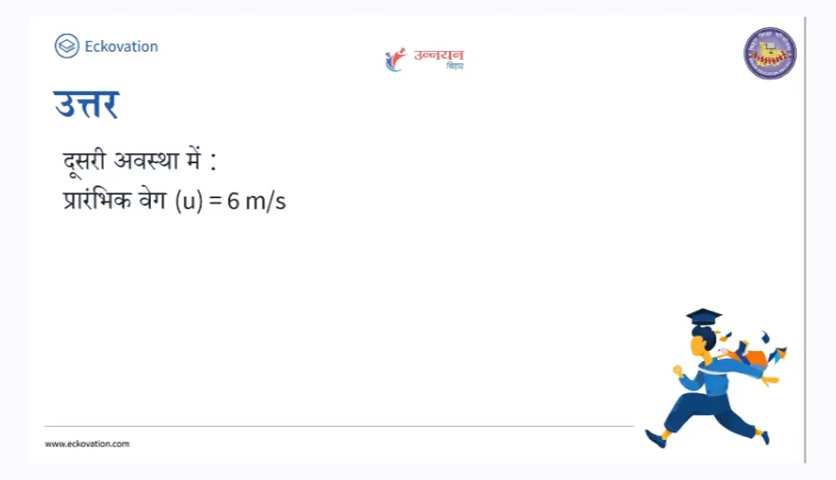 Eckovation
उन्नयन
बिहार
उत्तर
दूसरी अवस्था में :
प्रारंभिक वेग (u) = 6 m/s
www.eckovation.com